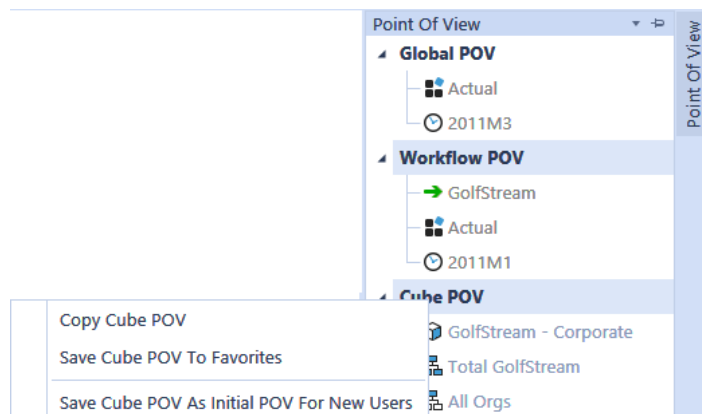 Point Of View
Global POV
Actual
2011M3
Workflow POV
GolfStream
Actual
2011M1
Cube POV
GolfStream - Corporate
Total GolfStream
All Orgs
Copy Cube POV
Save Cube POV To Favorites
Save Cube POV As Initial POV For New Users
Point Of View